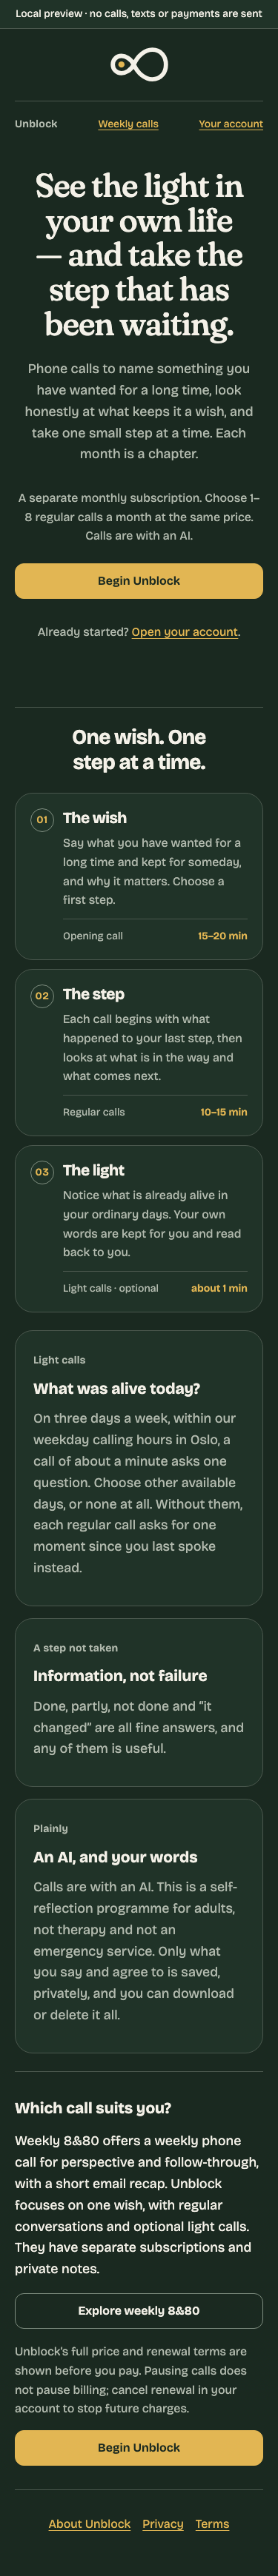 Local preview · no calls, texts or payments are sent
Unblock Weekly calls Your account
See the light in
your own life
— and take the
step that has
been waiting.
Phone calls to name something you
have wanted for a long time, look
honestly at what keeps it a wish, and
take one small step at a time. Each
month is a chapter.
A separate monthly subscription. Choose 1–
8 regular calls a month at the same price.
Calls are with an AI.
Begin Unblock
Already started? Open your account.
One wish. One
step at a time.
01 The wish
Say what you have wanted for a
long time and kept for someday,
and why it matters. Choose a
first step.
Opening call 15–20 min
02 The step
Each call begins with what
happened to your last step, then
looks at what is in the way and
what comes next.
Regular calls 10–15 min
03 The light
Notice what is already alive in
your ordinary days. Your own
words are kept for you and read
back to you.
Light calls · optional about 1 min
Light calls
What was alive today?
On three days a week, within our
weekday calling hours in Oslo, a
call of about a minute asks one
question. Choose other available
days, or none at all. Without them,
each regular call asks for one
moment since you last spoke
instead.
A step not taken
Information, not failure
Done, partly, not done and “it
changed” are all fine answers, and
any of them is useful.
Plainly
An AI, and your words
Calls are with an AI. This is a self-
reflection programme for adults,
not therapy and not an
emergency service. Only what
you say and agree to is saved,
privately, and you can download
or delete it all.
Which call suits you?
Weekly 8&80 offers a weekly phone
call for perspective and follow-through,
with a short email recap. Unblock
focuses on one wish, with regular
conversations and optional light calls.
They have separate subscriptions and
private notes.
Explore weekly 8&80
Unblock's full price and renewal terms are
shown before you pay. Pausing calls does
not pause billing; cancel renewal in your
account to stop future charges.
Begin Unblock
About Unblock Privacy Terms